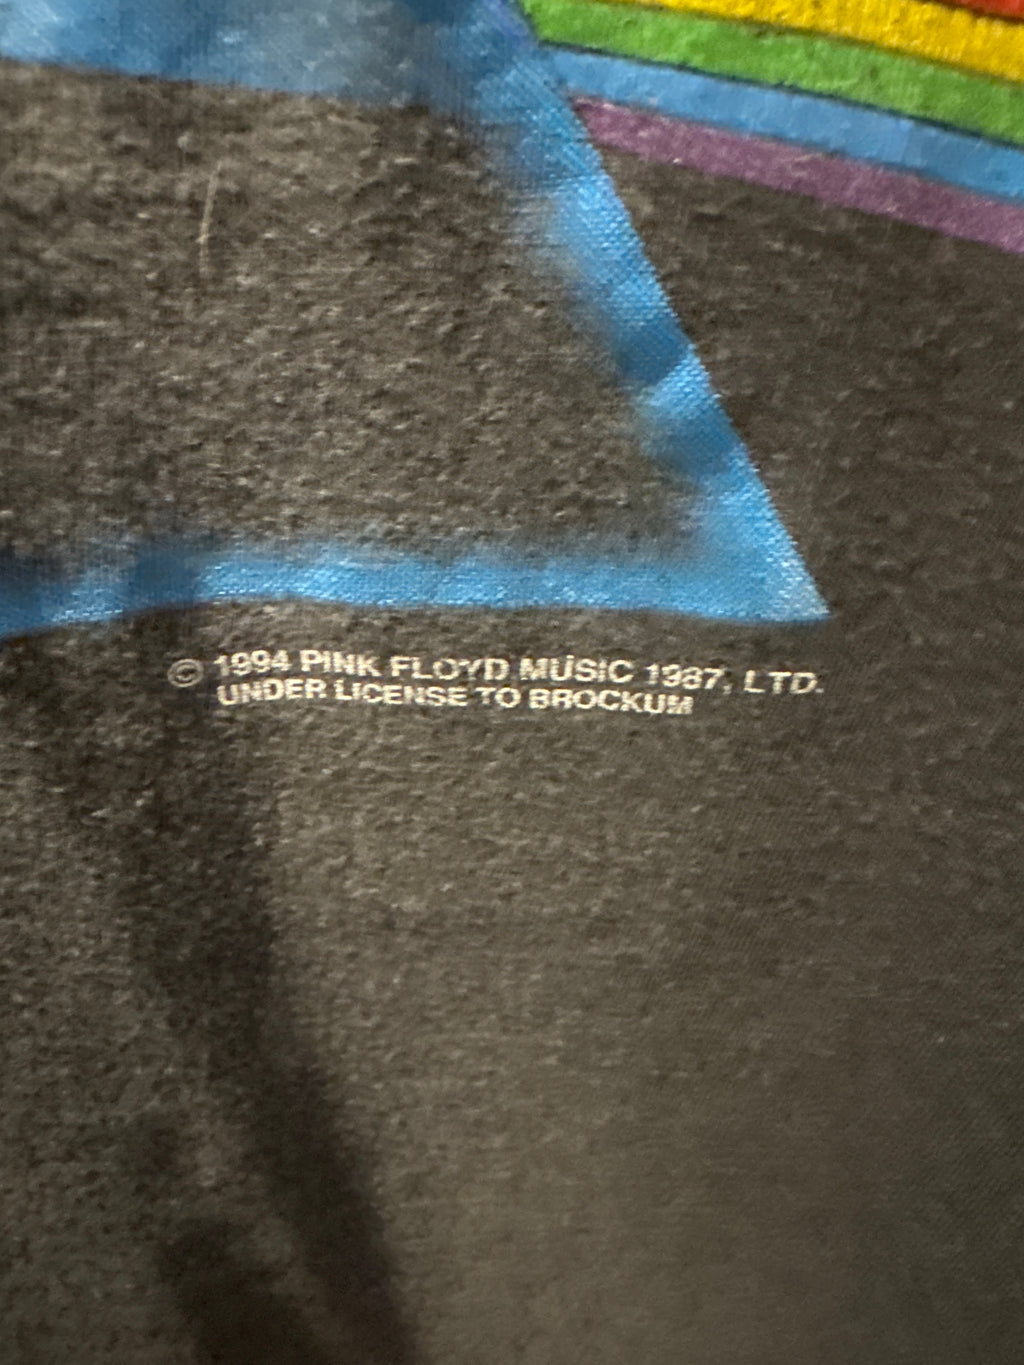 © 1994 PINK FLOYD MUSIC 1987, LTD.
UNDER LICENSE TO BROCKUM